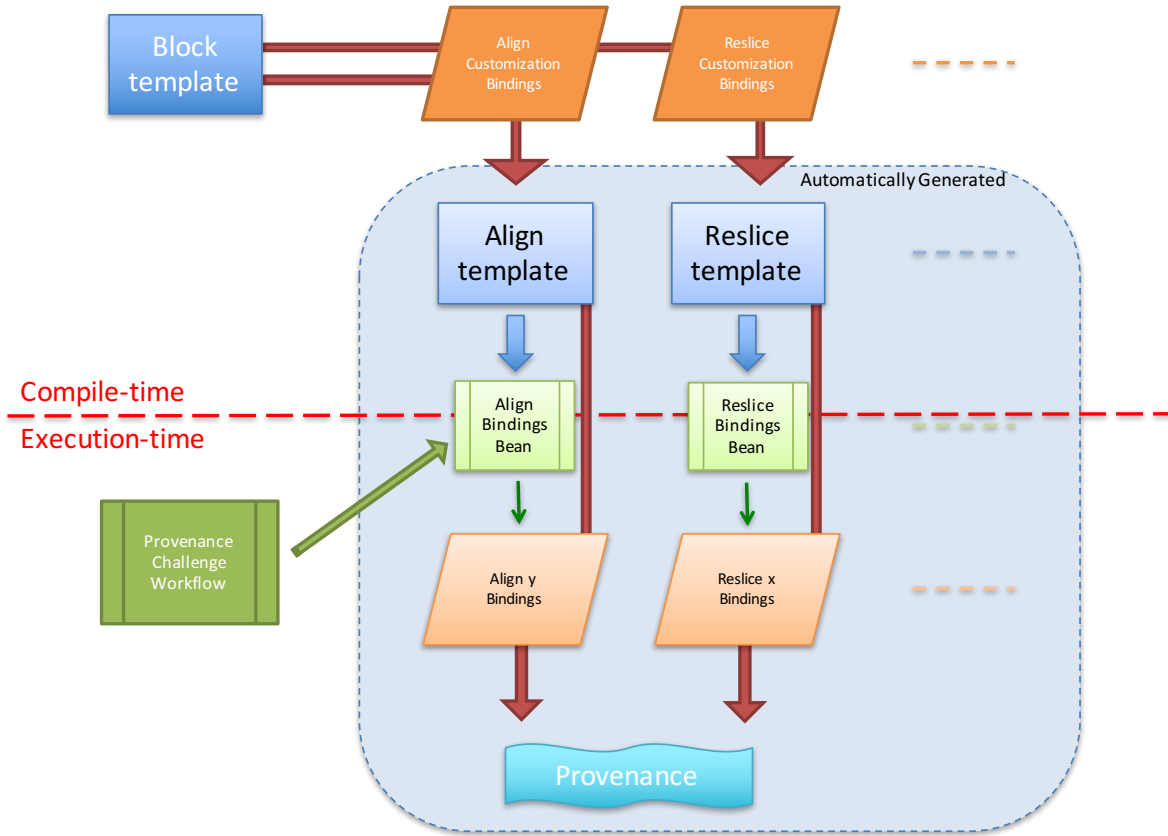 Block
template
Align
Customization
Bindings
Reslice
Customization
Bindings
Automatically Generated
Align
template
Reslice
template
Compile-time
Execution-time
Align
Bindings
Bean
Reslice
Bindings
Bean
Provenance
Challenge
Workflow
Align y
Bindings
Reslice x
Bindings
Provenance